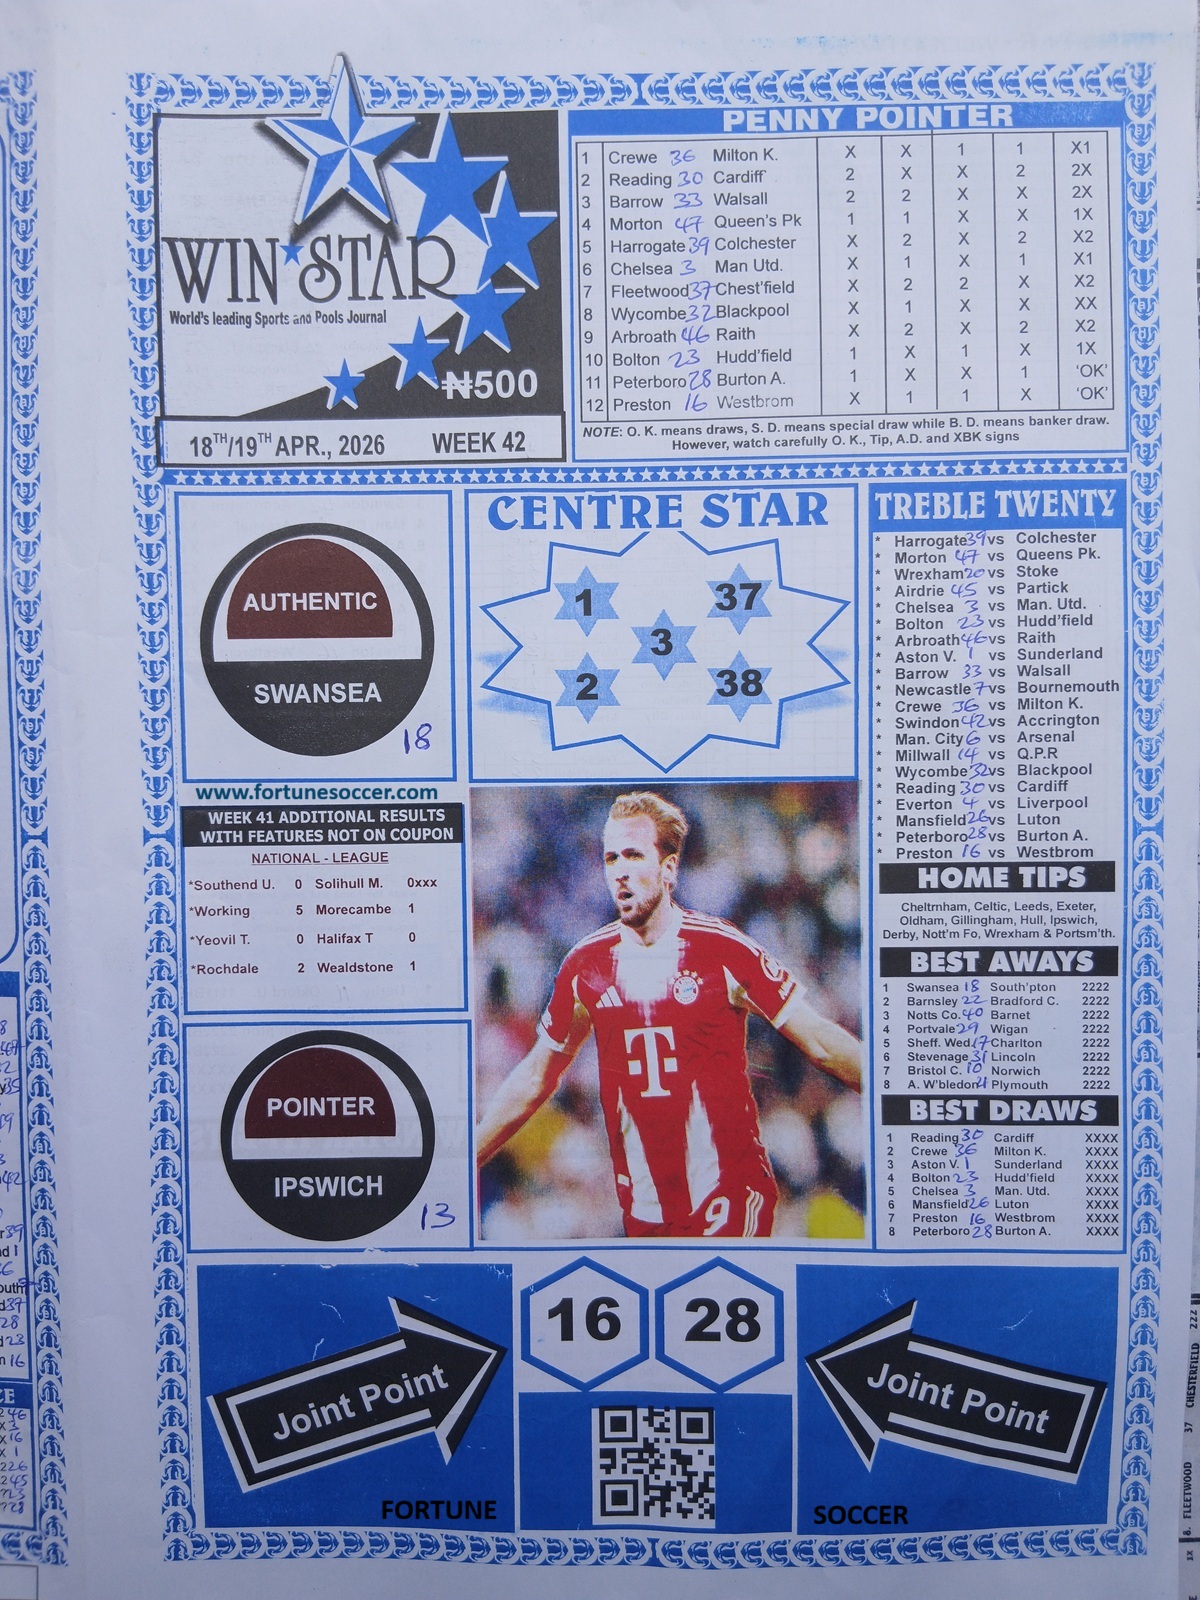 WIN STAR
World's leading Sports and Pools Journal
₦500
18TH/19TH APR., 2026 WEEK 42
PENNY POINTER
1 Crewe 36 Milton K. X X 1 1 X1
2 Reading 30 Cardiff 2 X X 2 2X
3 Barrow 33 Walsall 2 2 X X 2X
4 Morton 47 Queen's Pk 1 1 X X 1X
5 Harrogate 39 Colchester X 2 X 2 X2
6 Chelsea 3 Man Utd. X 1 X 1 X1
7 Fleetwood 37 Chest'field X 2 2 X X2
8 Wycombe 32 Blackpool X 1 X X XX
9 Arbroath 46 Raith X 2 X 2 X2
10 Bolton 23 Hudd'field 1 X 1 X 1X
11 Peterboro 28 Burton A. 1 X X 1 'OK'
12 Preston 16 Westbrom X 1 1 X 'OK'
NOTE: O. K. means draws, S. D. means special draw while B. D. means banker draw.
However, watch carefully O. K., Tip, A.D. and XBK signs
AUTHENTIC
SWANSEA
18
CENTRE STAR
1 37
3
2 38
TREBLE TWENTY
* Harrogate 39 vs Colchester
* Morton 47 vs Queens Pk.
* Wrexham 20 vs Stoke
* Airdrie 45 vs Partick
* Chelsea 3 vs Man. Utd.
* Bolton 23 vs Hudd'field
* Arbroath 46 vs Raith
* Aston V. 1 vs Sunderland
* Barrow 33 vs Walsall
* Newcastle 7 vs Bournemouth
* Crewe 36 vs Milton K.
* Swindon 42 vs Accrington
* Man. City 6 vs Arsenal
* Millwall 14 vs Q.P.R
* Wycombe 32 vs Blackpool
* Reading 30 vs Cardiff
* Everton 4 vs Liverpool
* Mansfield 26 vs Luton
* Peterboro 28 vs Burton A.
* Preston 16 vs Westbrom
HOME TIPS
Cheltrnham, Celtic, Leeds, Exeter,
Oldham, Gillingham, Hull, Ipswich,
Derby, Nott'm Fo, Wrexham & Portsm'th.
BEST AWAYS
1 Swansea 18 South'pton 2222
2 Barnsley 22 Bradford C. 2222
3 Notts Co. 40 Barnet 2222
4 Portvale 29 Wigan 2222
5 Sheff. Wed. 17 Charlton 2222
6 Stevenage 31 Lincoln 2222
7 Bristol C. 10 Norwich 2222
8 A. W'bledon 21 Plymouth 2222
BEST DRAWS
1 Reading 30 Cardiff XXXX
2 Crewe 36 Milton K. XXXX
3 Aston V. 1 Sunderland XXXX
4 Bolton 23 Hudd'field XXXX
5 Chelsea 3 Man. Utd. XXXX
6 Mansfield 26 Luton XXXX
7 Preston 16 Westbrom XXXX
8 Peterboro 28 Burton A. XXXX
www.fortunesoccer.com
WEEK 41 ADDITIONAL RESULTS
WITH FEATURES NOT ON COUPON
NATIONAL - LEAGUE
*Southend U. 0 Solihull M. 0xxx
*Working 5 Morecambe 1
*Yeovil T. 0 Halifax T 0
*Rochdale 2 Wealdstone 1
POINTER
IPSWICH
13
T
9
Joint Point
16 28
Joint Point
FORTUNE
SOCCER
FLEETWOOD 37 CHESTERFIELD